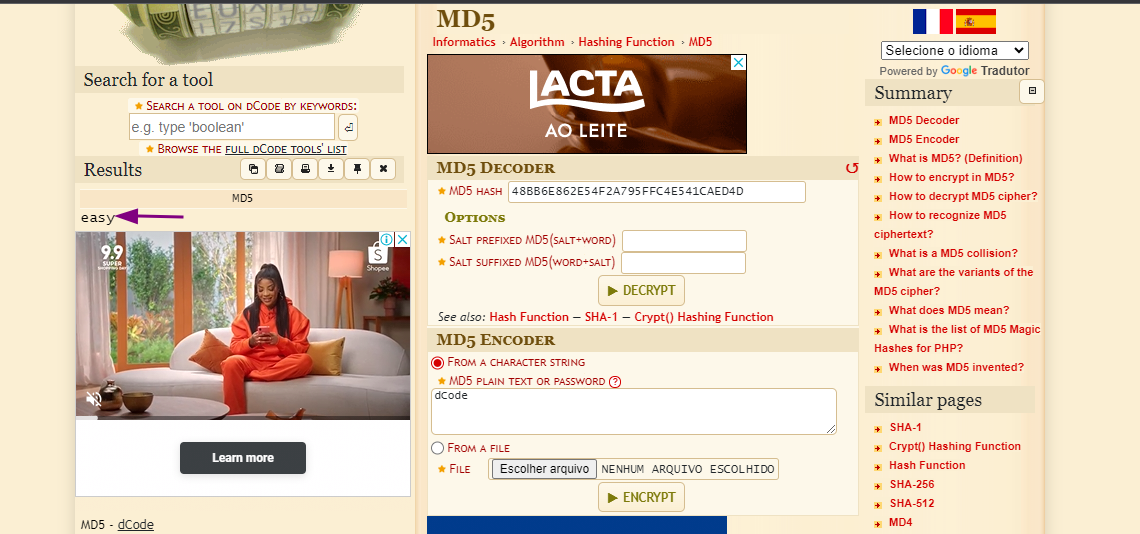 Search for a tool
SEARCH A TOOL ON DCODE BY KEYWORDS:
e.g. type 'boolean'
BROWSE THE FULL DCODE TOOLS' LIST
Results
MD5
easy
9.9
SUPER
SHOPPING DAY
Shopee
Learn more
MD5 - dCode
MD5
Informatics › Algorithm › Hashing Function › MD5
LACTA
AO LEITE
MD5 DECODER
MD5 HASH 48BB6E862E54F2A795FFC4E541CAED4D
OPTIONS
SALT PREFIXED MD5(SALT+WORD)
SALT SUFFIXED MD5(WORD+SALT)
▶ DECRYPT
See also: Hash Function — SHA-1 — Crypt() Hashing Function
MD5 ENCODER
FROM A CHARACTER STRING
MD5 PLAIN TEXT OR PASSWORD ?
dCode
FROM A FILE
FILE Escolher arquivo NENHUM ARQUIVO ESCOLHIDO
▶ ENCRYPT
Selecione o idioma
Powered by Google Tradutor
Summary
MD5 Decoder
MD5 Encoder
What is MD5? (Definition)
How to encrypt in MD5?
How to decrypt MD5 cipher?
How to recognize MD5
ciphertext?
What is a MD5 collision?
What are the variants of the
MD5 cipher?
What does MD5 mean?
What is the list of MD5 Magic
Hashes for PHP?
When was MD5 invented?
Similar pages
SHA-1
Crypt() Hashing Function
Hash Function
SHA-256
SHA-512
MD4